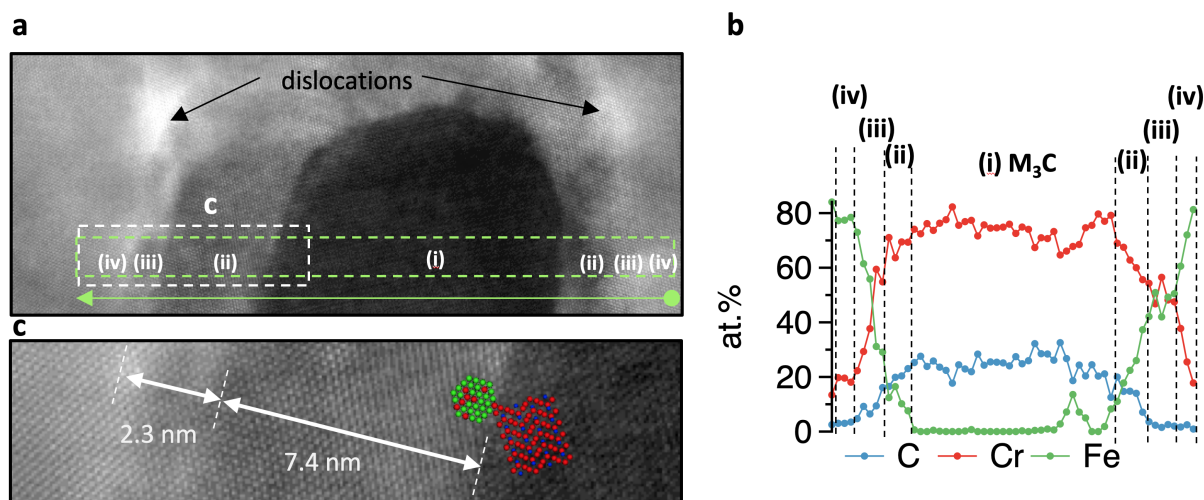 a
dislocations
c
(iv) (iii) (ii) (i) (ii) (iii) (iv)
c
2.3 nm
7.4 nm
b
(iv) (iv)
(iii) (iii)
(ii) (i) M₃C (ii)
80
60
40
20
0
at.%
C Cr Fe